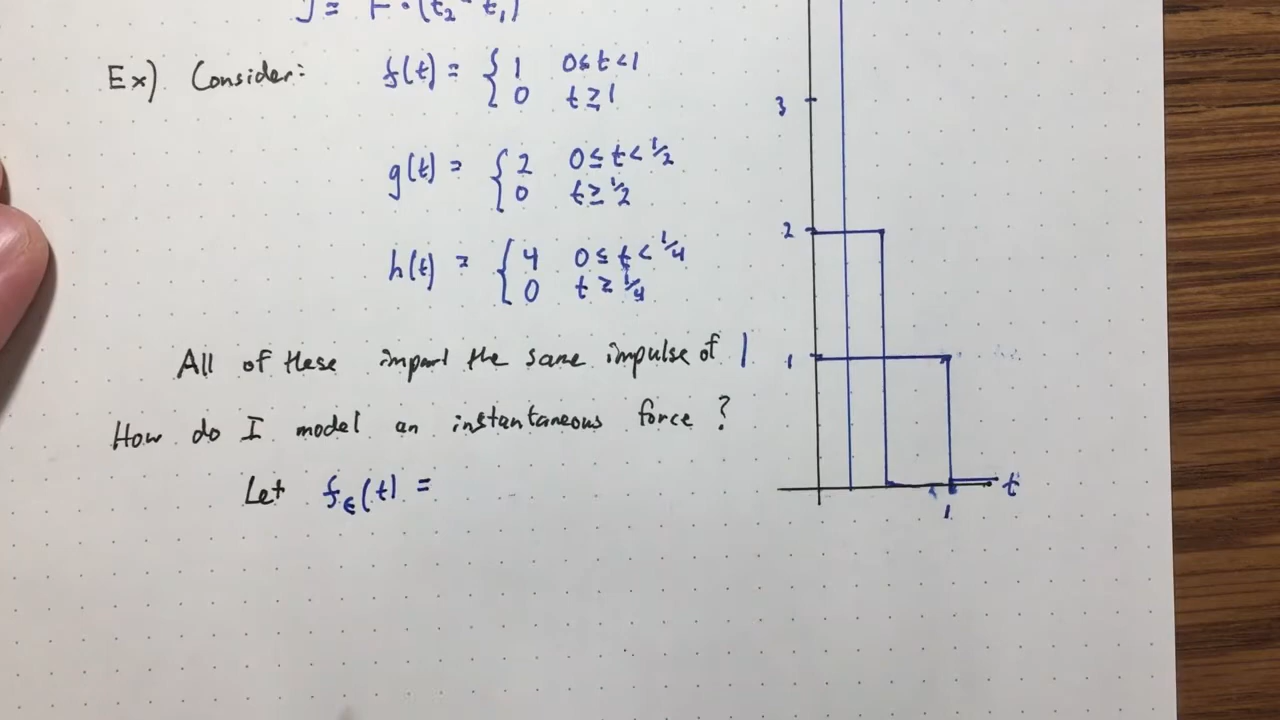 J = F · (t₂ - t₁)
Ex) Consider: f(t) = { 1 0 ≤ t < 1
0 t ≥ 1
g(t) = { 2 0 ≤ t < 1/2
0 t ≥ 1/2
h(t) = { 4 0 ≤ t < 1/4
0 t ≥ 1/4
All of these impart the same impulse of 1
How do I model an instantaneous force?
Let fε(t) =
3
2
1
t
1